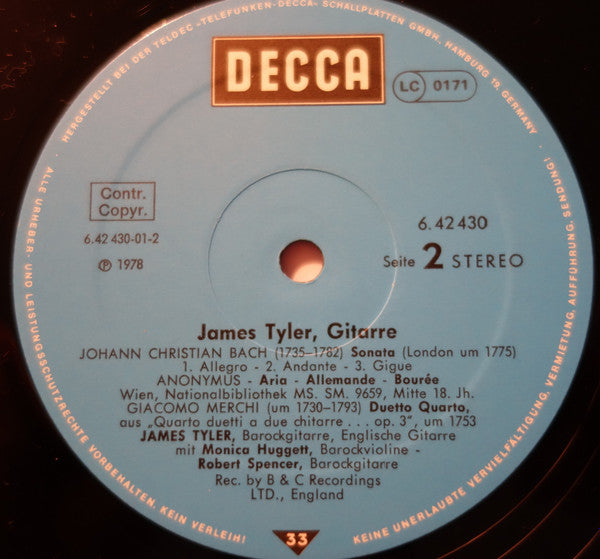 HERGESTELLT BEI DER TELDEC »TELEFUNKEN-DECCA« SCHALLPLATTEN GMBH, HAMBURG 19, GERMANY
DECCA
LC 0171
Contr.
Copyr.
6.42 430-01-2
Ⓟ 1978
6.42 430
Seite 2 STEREO
James Tyler, Gitarre
JOHANN CHRISTIAN BACH (1735–1782) Sonata (London um 1775)
1. Allegro - 2. Andante - 3. Gigue
ANONYMUS - Aria - Allemande - Bourée
Wien, Nationalbibliothek MS. SM. 9659, Mitte 18. Jh.
GIACOMO MERCHI (um 1730–1793) Duetto Quarto,
aus „Quarto duetti a due chitarre . . . op. 3“, um 1753
JAMES TYLER, Barockgitarre, Englische Gitarre
mit Monica Huggett, Barockvioline -
Robert Spencer, Barockgitarre
Rec. by B & C Recordings
LTD., England
33
ALLE URHEBER- UND LEISTUNGSSCHUTZRECHTE VORBEHALTEN. KEIN VERLEIH!
KEINE UNERLAUBTE VERVIELFÄLTIGUNG, VERMIETUNG, AUFFÜHRUNG, SENDUNG!